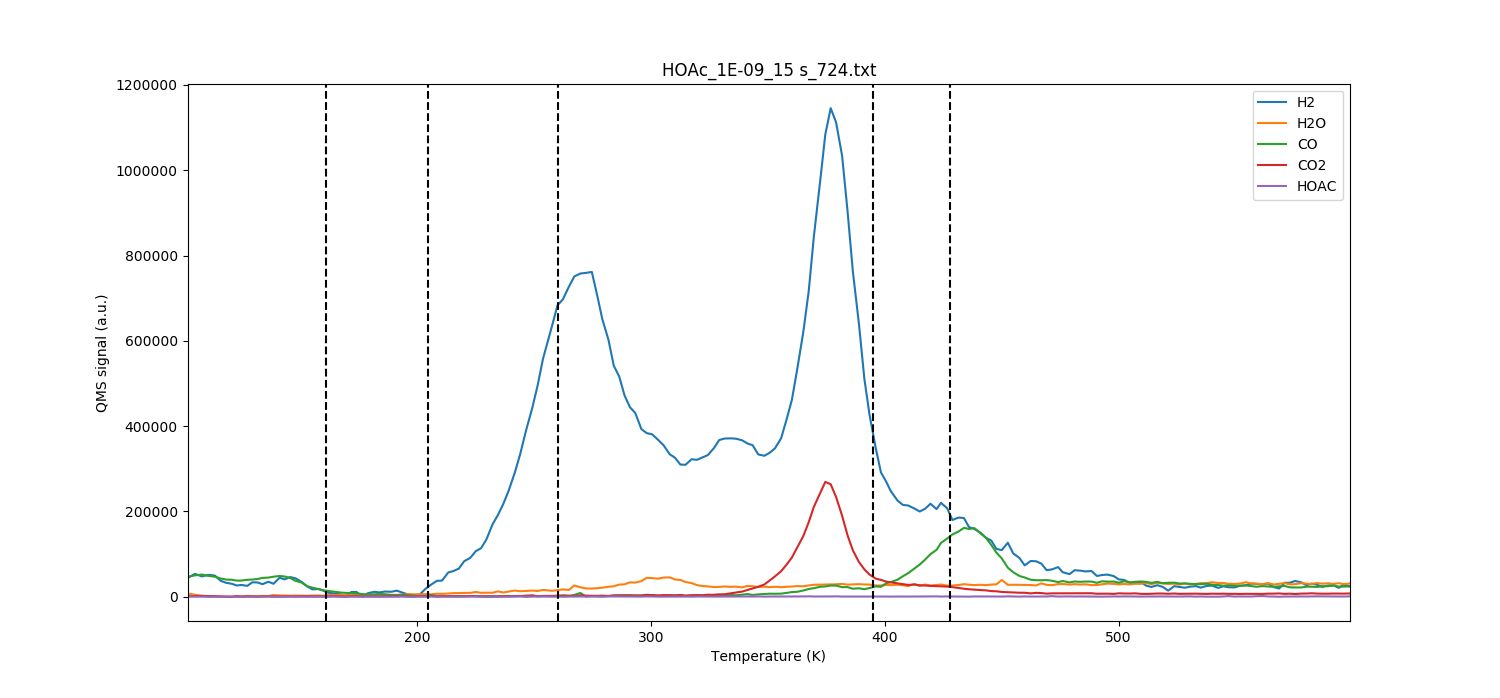 HOAc_1E-09_15 s_724.txt
1200000
1000000
800000
600000
400000
200000
0
QMS signal (a.u.)
200
300
400
500
Temperature (K)
H2
H2O
CO
CO2
HOAC